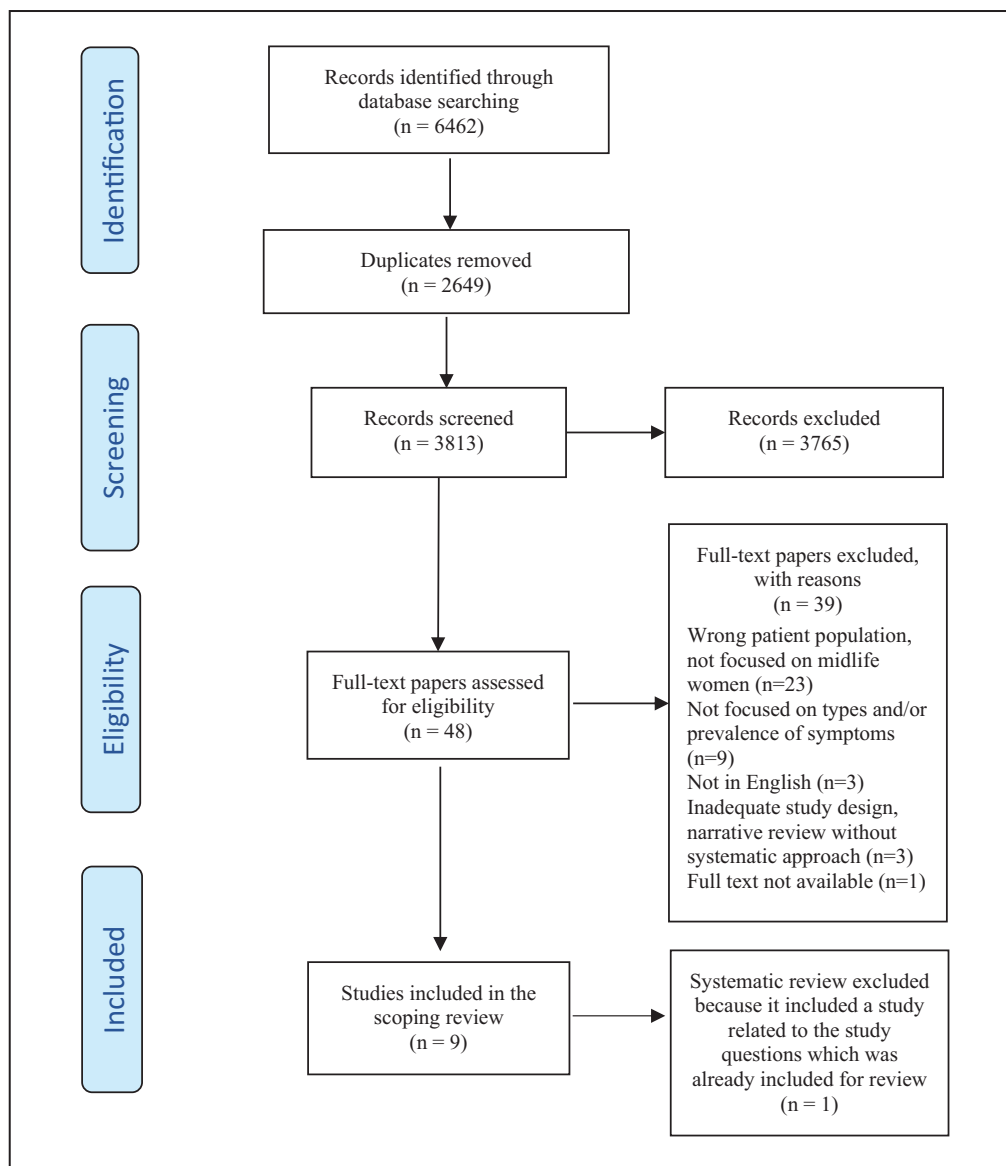 Identification
Records identified through
database searching
(n = 6462)
Duplicates removed
(n = 2649)
Screening
Records screened
(n = 3813)
Records excluded
(n = 3765)
Eligibility
Full-text papers assessed
for eligibility
(n = 48)
Full-text papers excluded,
with reasons
(n = 39)
Wrong patient population,
not focused on midlife
women (n=23)
Not focused on types and/or
prevalence of symptoms
(n=9)
Not in English (n=3)
Inadequate study design,
narrative review without
systematic approach (n=3)
Full text not available (n=1)
Included
Studies included in the
scoping review
(n = 9)
Systematic review excluded
because it included a study
related to the study
questions which was
already included for review
(n = 1)